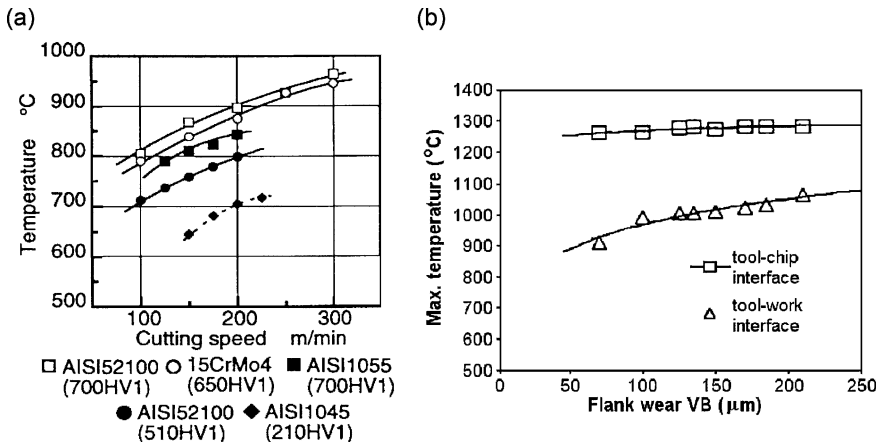 (a)
1000
°C
900
800
700
600
500
Temperature
100
200
300
Cutting speed m/min
AISI52100 15CrMo4 AISI1055
(700HV1) (650HV1) (700HV1)
AISI52100 AISI1045
(510HV1) (210HV1)
(b)
1400
1300
1200
1100
1000
900
800
700
600
500
Max. temperature (°C)
tool-chip
interface
tool-work
interface
0 50 100 150 200 250
Flank wear VB (μm)